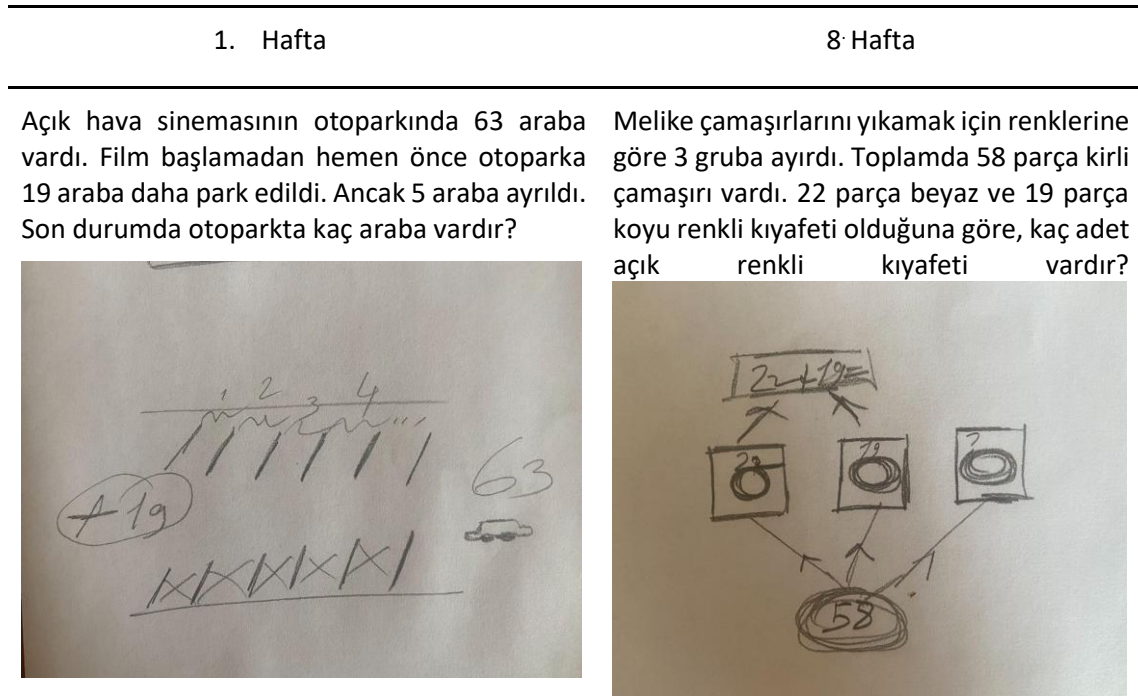 1. Hafta
8. Hafta
Açık hava sinemasının otoparkında 63 araba
vardı. Film başlamadan hemen önce otoparka
19 araba daha park edildi. Ancak 5 araba ayrıldı.
Son durumda otoparkta kaç araba vardır?
1 2 3 4
63
+19
Melike çamaşırlarını yıkamak için renklerine
göre 3 gruba ayırdı. Toplamda 58 parça kirli
çamaşırı vardı. 22 parça beyaz ve 19 parça
koyu renkli kıyafeti olduğuna göre, kaç adet
açık renkli kıyafeti vardır?
22+19=
19 ?
58